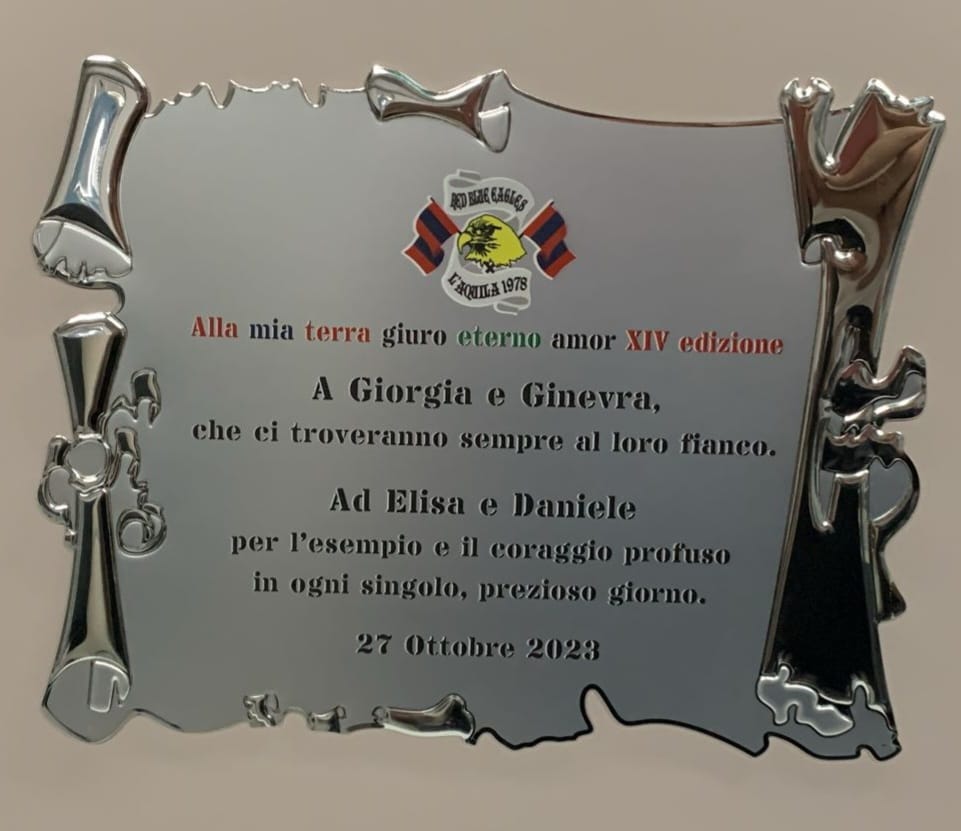 RED BLUE EAGLES
L'AQUILA 1978
Alla mia terra giuro eterno amor XIV edizione
A Giorgia e Ginevra,
che ci troveranno sempre al loro fianco.
Ad Elisa e Daniele
per l'esempio e il coraggio profuso
in ogni singolo, prezioso giorno.
27 Ottobre 2023